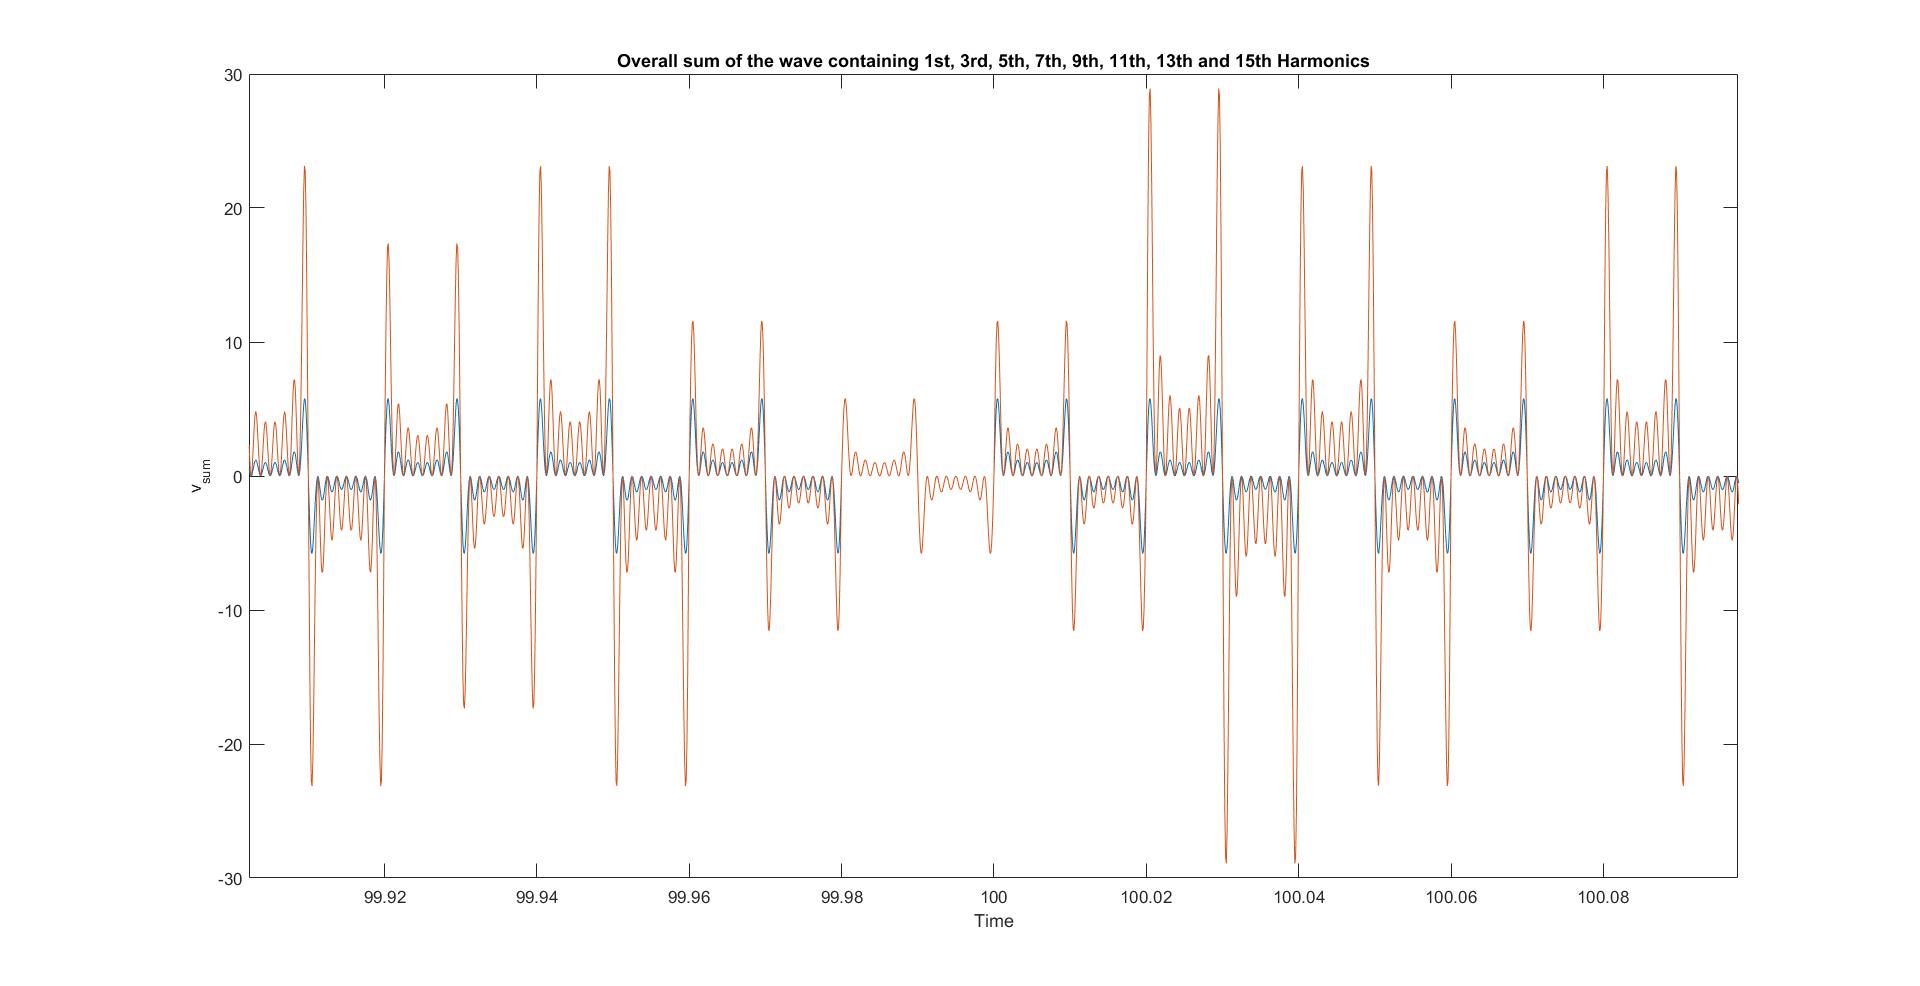 Overall sum of the wave containing 1st, 3rd, 5th, 7th, 9th, 11th, 13th and 15th Harmonics
30
20
10
0
-10
-20
-30
v_sum
99.92 99.94 99.96 99.98 100 100.02 100.04 100.06 100.08
Time